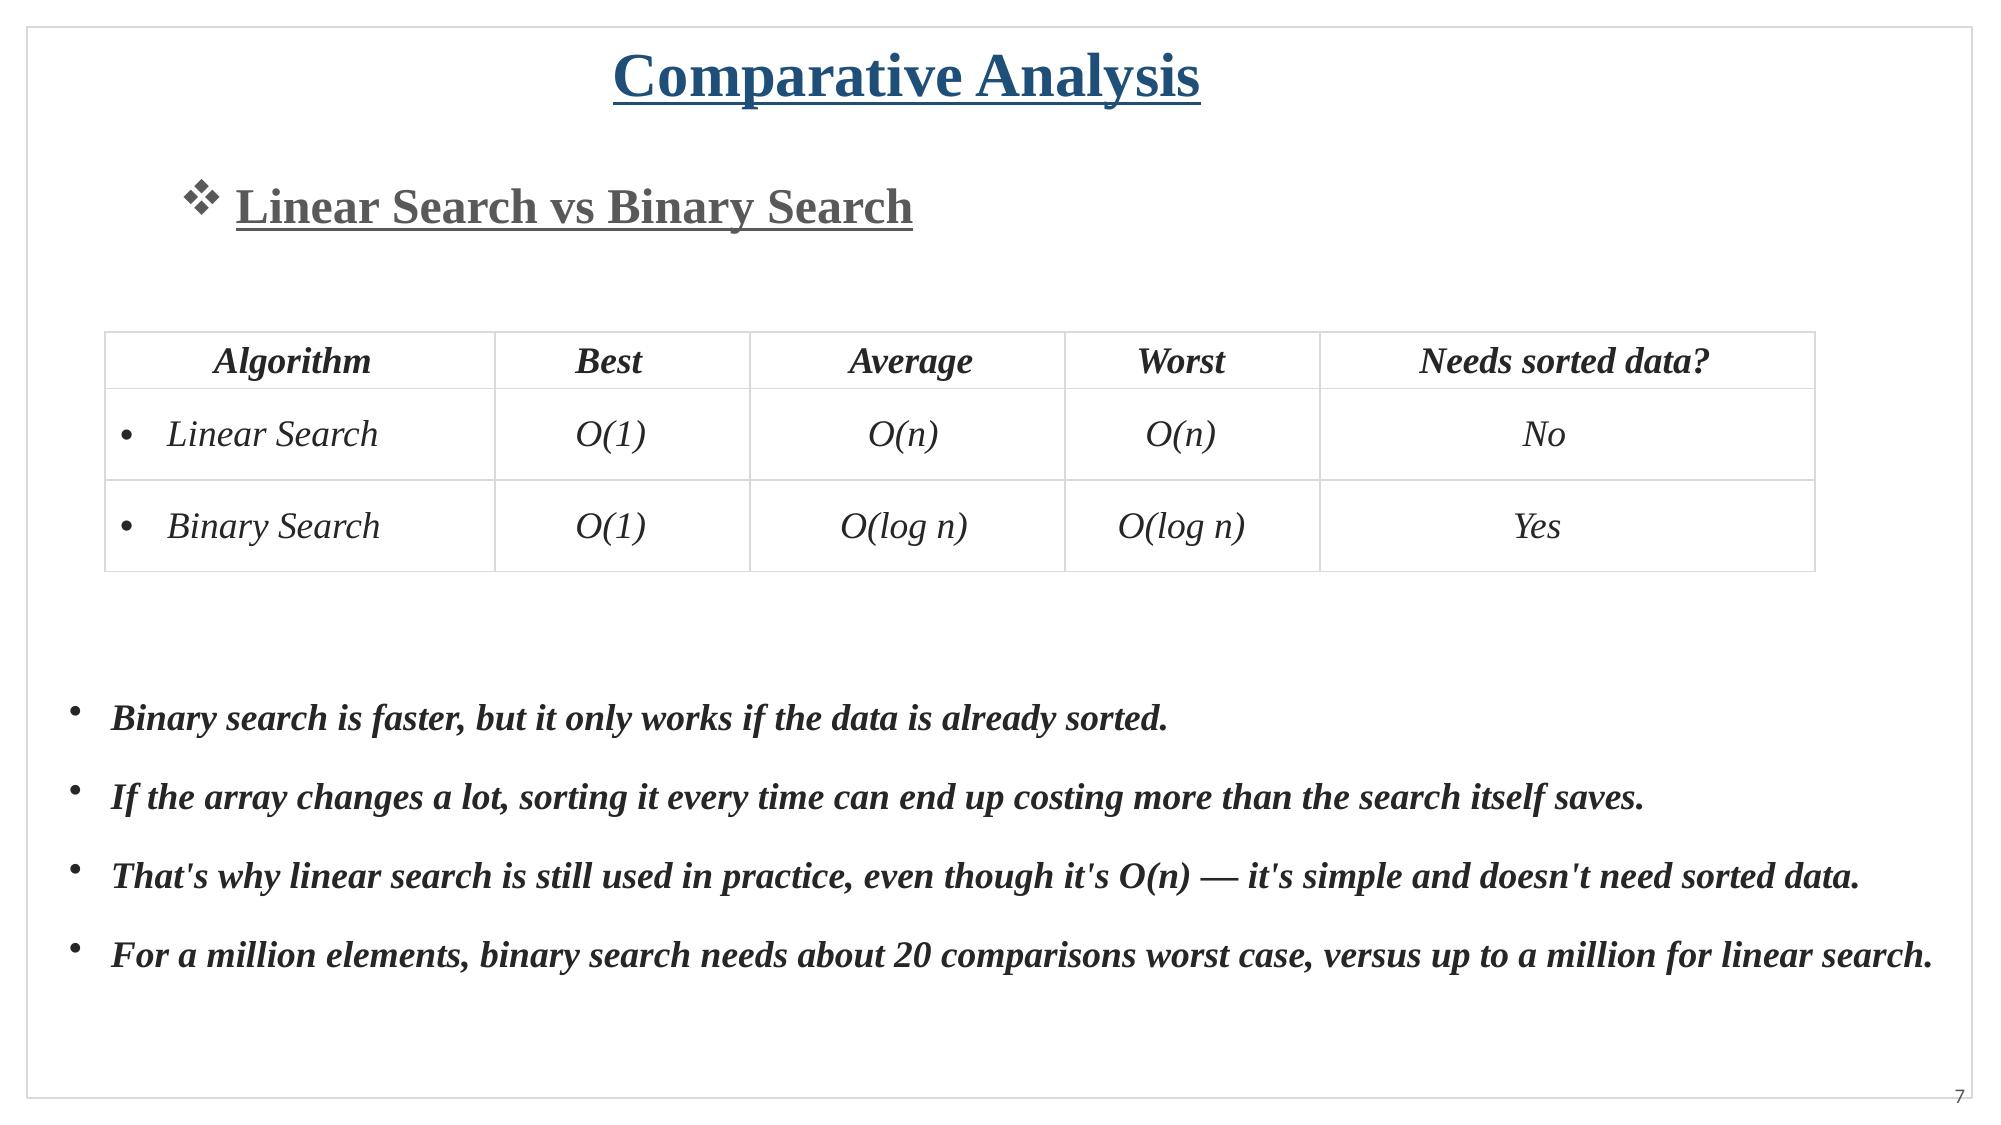 Comparative Analysis
❖ Linear Search vs Binary Search
Algorithm Best Average Worst Needs sorted data?
• Linear Search O(1) O(n) O(n) No
• Binary Search O(1) O(log n) O(log n) Yes
• Binary search is faster, but it only works if the data is already sorted.
• If the array changes a lot, sorting it every time can end up costing more than the search itself saves.
• That's why linear search is still used in practice, even though it's O(n) — it's simple and doesn't need sorted data.
• For a million elements, binary search needs about 20 comparisons worst case, versus up to a million for linear search.
7